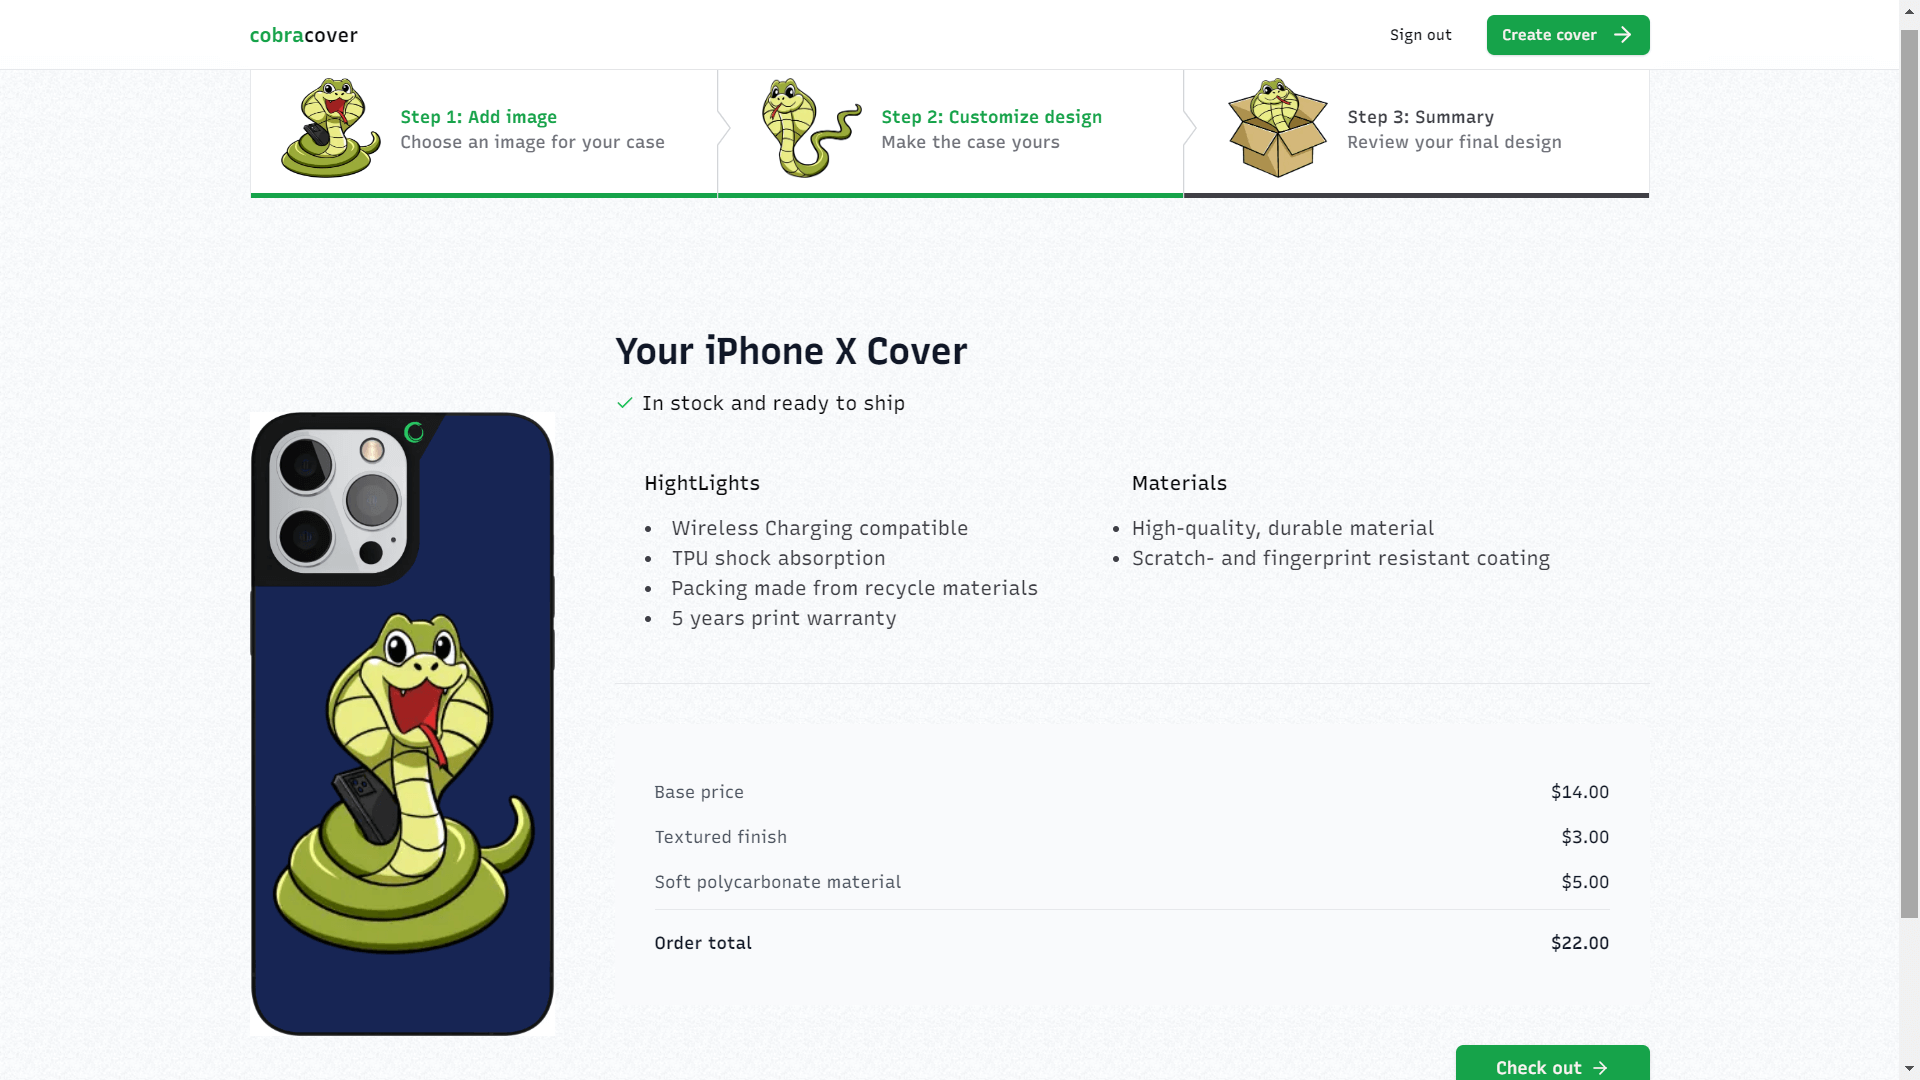 cobracover
Sign out
Create cover
Step 1: Add image
Choose an image for your case
Step 2: Customize design
Make the case yours
Step 3: Summary
Review your final design
Your iPhone X Cover
In stock and ready to ship
HightLights
Wireless Charging compatible
TPU shock absorption
Packing made from recycle materials
5 years print warranty
Materials
High-quality, durable material
Scratch- and fingerprint resistant coating
Base price $14.00
Textured finish $3.00
Soft polycarbonate material $5.00
Order total $22.00
Check out